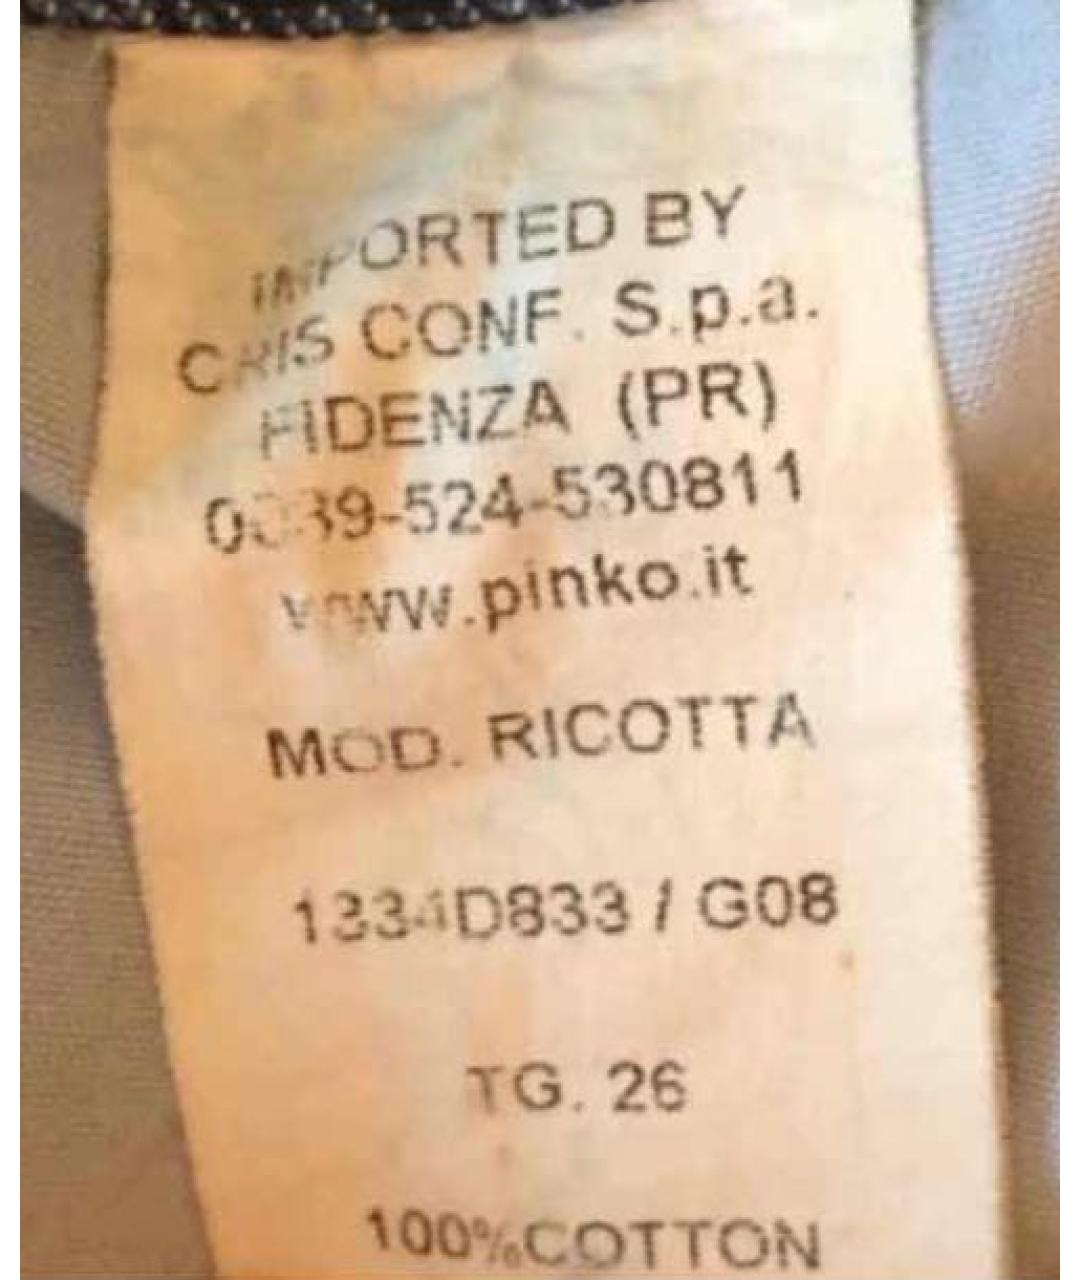 IMPORTED BY
CRIS CONF. S.p.a.
FIDENZA (PR)
0039-524-530811
www.pinko.it
MOD. RICOTTA
1334D833 / G08
TG. 26
100%COTTON